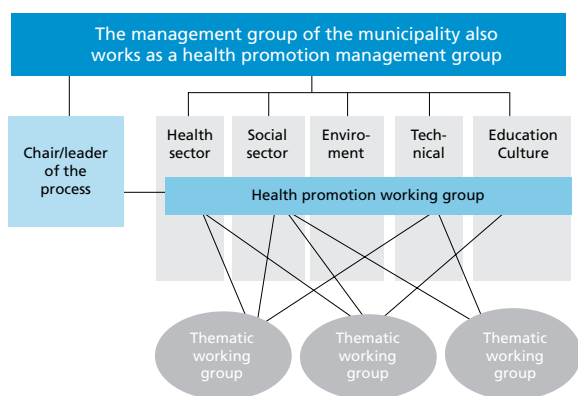 The management group of the municipality also
works as a health promotion management group
Chair/leader
of the
process
Health
sector
Social
sector
Enviro-
ment
Tech-
nical
Education
Culture
Health promotion working group
Thematic
working
group
Thematic
working
group
Thematic
working
group